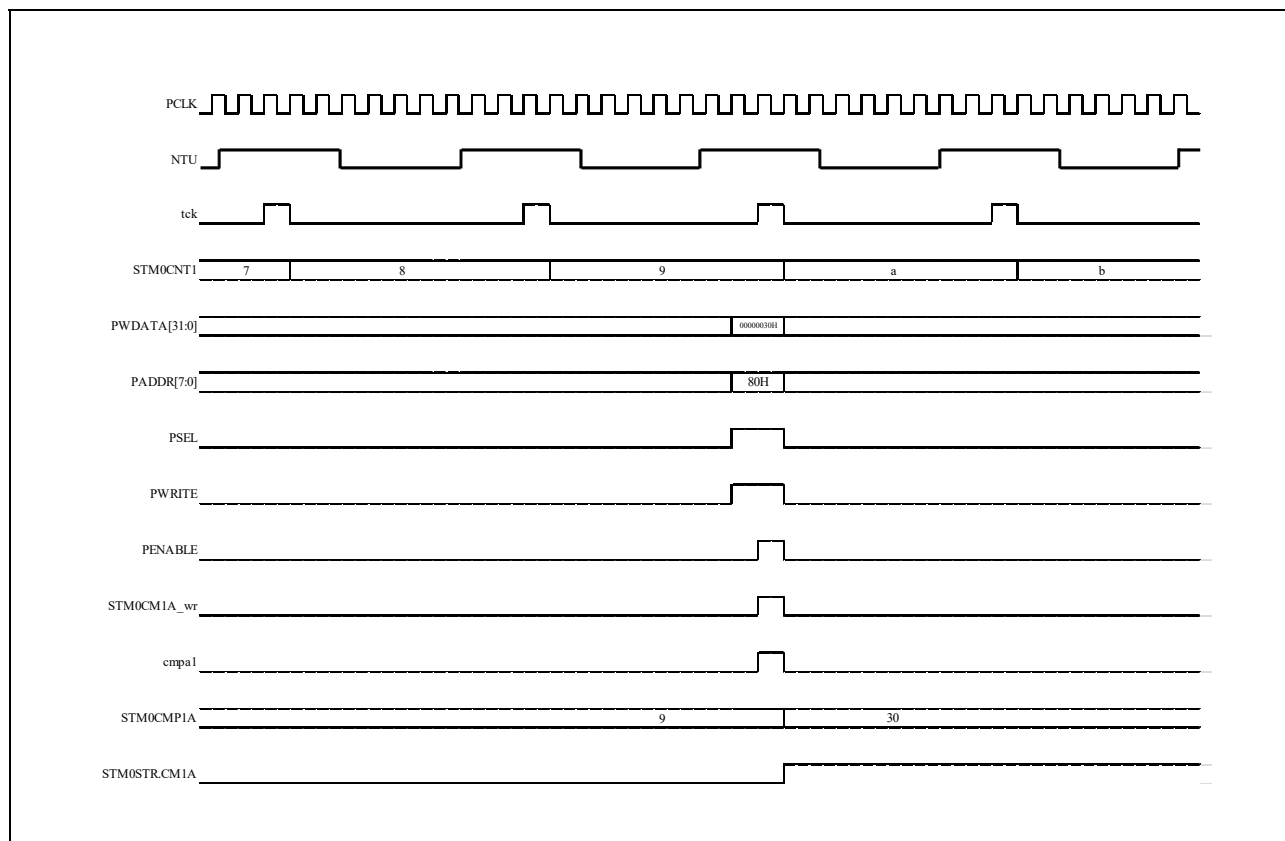 PCLK
NTU
tck
STM0CNT1 7 8 9 a b
PWDATA[31:0] 00000030H
PADDR[7:0] 80H
PSEL
PWRITE
PENABLE
STM0CM1A_wr
cmpa1
STM0CMP1A 9 30
STM0STR.CM1A